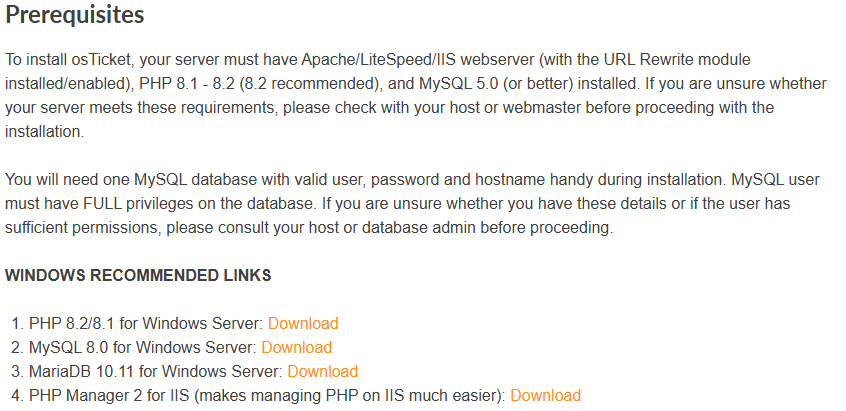 Prerequisites
To install osTicket, your server must have Apache/LiteSpeed/IIS webserver (with the URL Rewrite module
installed/enabled), PHP 8.1 - 8.2 (8.2 recommended), and MySQL 5.0 (or better) installed. If you are unsure whether
your server meets these requirements, please check with your host or webmaster before proceeding with the
installation.
You will need one MySQL database with valid user, password and hostname handy during installation. MySQL user
must have FULL privileges on the database. If you are unsure whether you have these details or if the user has
sufficient permissions, please consult your host or database admin before proceeding.
WINDOWS RECOMMENDED LINKS
1. PHP 8.2/8.1 for Windows Server: Download
2. MySQL 8.0 for Windows Server: Download
3. MariaDB 10.11 for Windows Server: Download
4. PHP Manager 2 for IIS (makes managing PHP on IIS much easier): Download